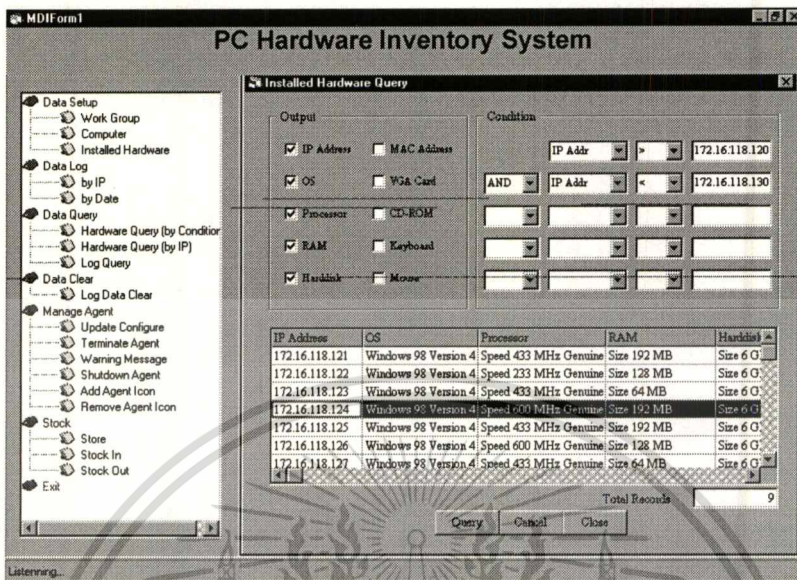 MDIForm1
PC Hardware Inventory System
Data Setup
Work Group
Computer
Installed Hardware
Data Log
by IP
by Date
Data Query
Hardware Query (by Condition
Hardware Query (by IP)
Log Query
Data Clear
Log Data Clear
Manage Agent
Update Configure
Terminate Agent
Warning Message
Shutdown Agent
Add Agent Icon
Remove Agent Icon
Stock
Store
Stock In
Stock Out
Exit
Installed Hardware Query
Output
IP Address MAC Address
OS VGA Card
Processor CD-ROM
RAM Keyboard
Harddisk Mouse
Condition
IP Addr > 172.16.118.120
AND IP Addr < 172.16.118.130
IP Address OS Processor RAM Harddisk
172.16.118.121 Windows 98 Version 4 Speed 433 MHz Genuine Size 192 MB Size 6 G
172.16.118.122 Windows 98 Version 4 Speed 233 MHz Genuine Size 128 MB Size 6 G
172.16.118.123 Windows 98 Version 4 Speed 433 MHz Genuine Size 64 MB Size 6 G
172.16.118.124 Windows 98 Version 4 Speed 600 MHz Genuine Size 192 MB Size 6 G
172.16.118.125 Windows 98 Version 4 Speed 433 MHz Genuine Size 192 MB Size 6 G
172.16.118.126 Windows 98 Version 4 Speed 600 MHz Genuine Size 128 MB Size 6 G
172.16.118.127 Windows 98 Version 4 Speed 433 MHz Genuine Size 64 MB Size 6 G
Total Records 9
Query Cancel Close
Listenning...